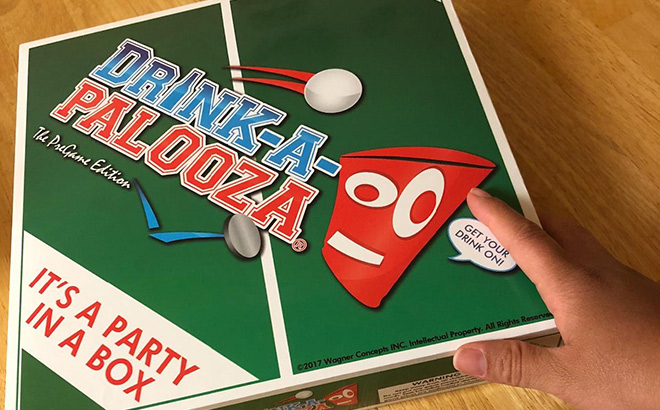 DRINK-A-
PALOOZA®
The PreGame Edition
GET YOUR
DRINK ON!
IT'S A PARTY
IN A BOX
©2017 Wagner Concepts INC. Intellectual Property. All Rights Reserved
WARNING